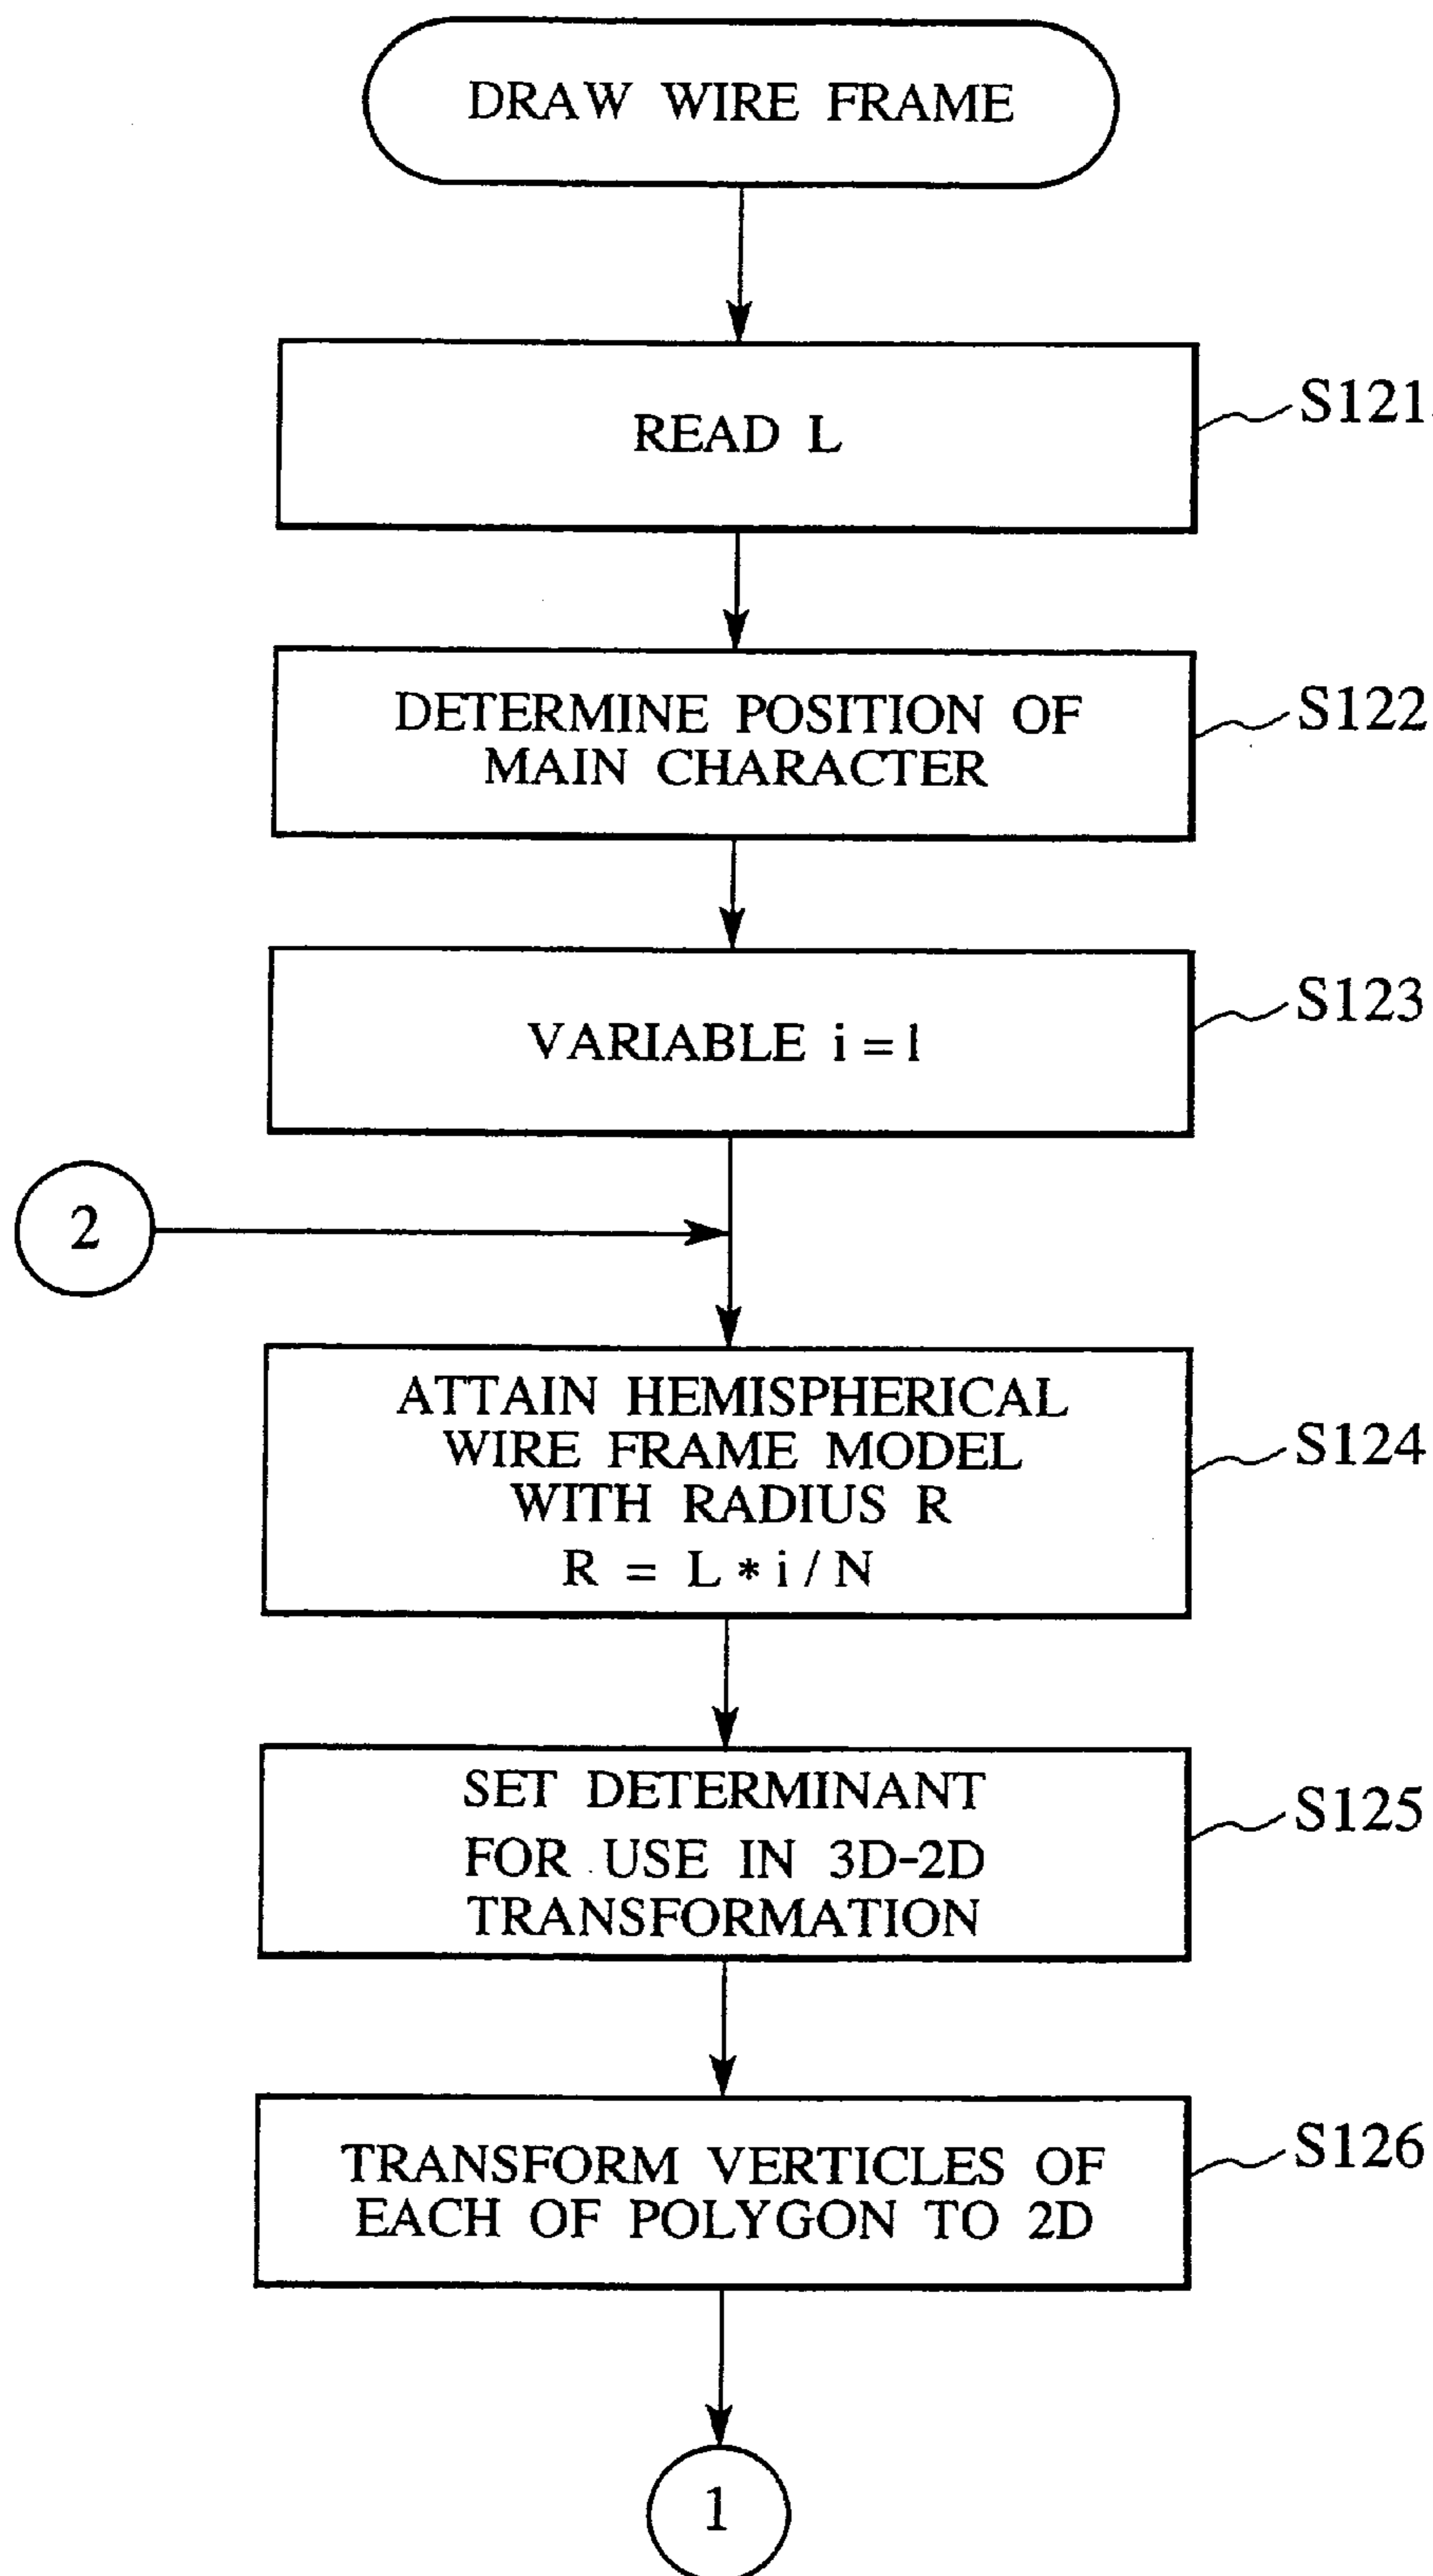 DRAW WIRE FRAME
READ L
S121
DETERMINE POSITION OF
MAIN CHARACTER
S122
VARIABLE i = 1
S123
2
ATTAIN HEMISPHERICAL
WIRE FRAME MODEL
WITH RADIUS R
R = L * i / N
S124
SET DETERMINANT
FOR USE IN 3D-2D
TRANSFORMATION
S125
TRANSFORM VERTICLES OF
EACH OF POLYGON TO 2D
S126
1